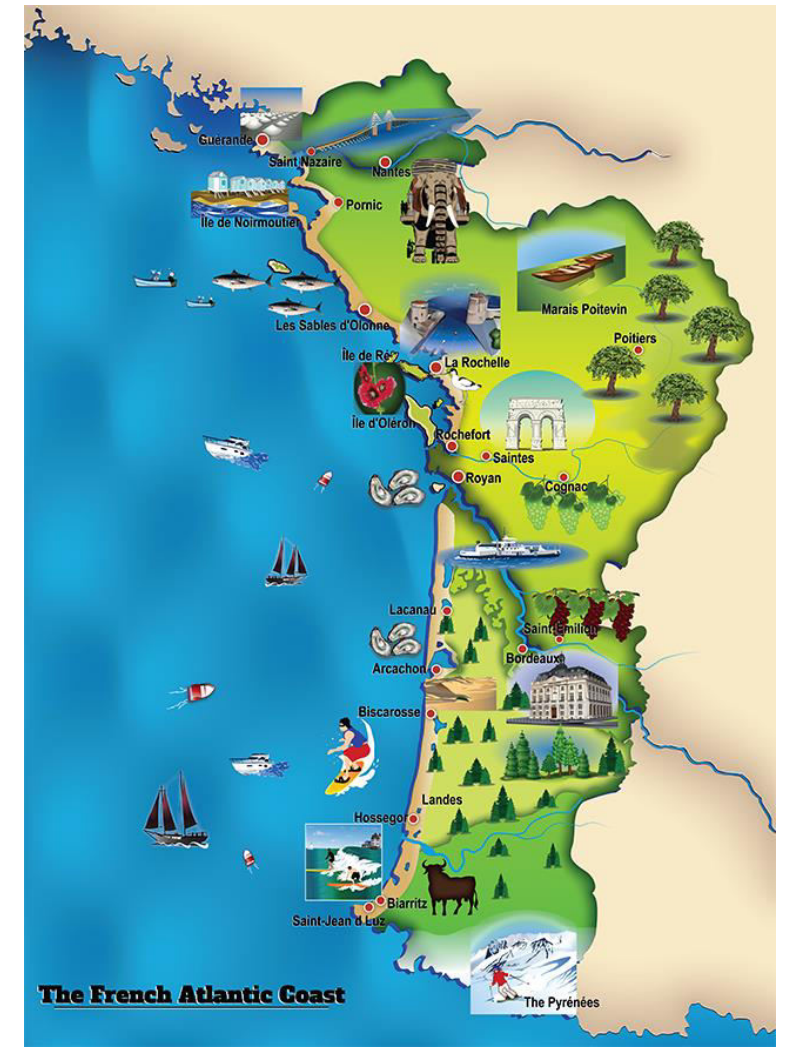 Guérande
Saint Nazaire
Nantes
Pornic
Île de Noirmoutier
Marais Poitevin
Les Sables d'Olonne
Poitiers
Île de Ré
La Rochelle
Île d'Oléron
Rochefort
Saintes
Royan
Cognac
Lacanau
Saint-Emilion
Bordeaux
Arcachon
Biscarosse
Landes
Hossegor
Biarritz
Saint-Jean d Luz
The French Atlantic Coast
The Pyrénées